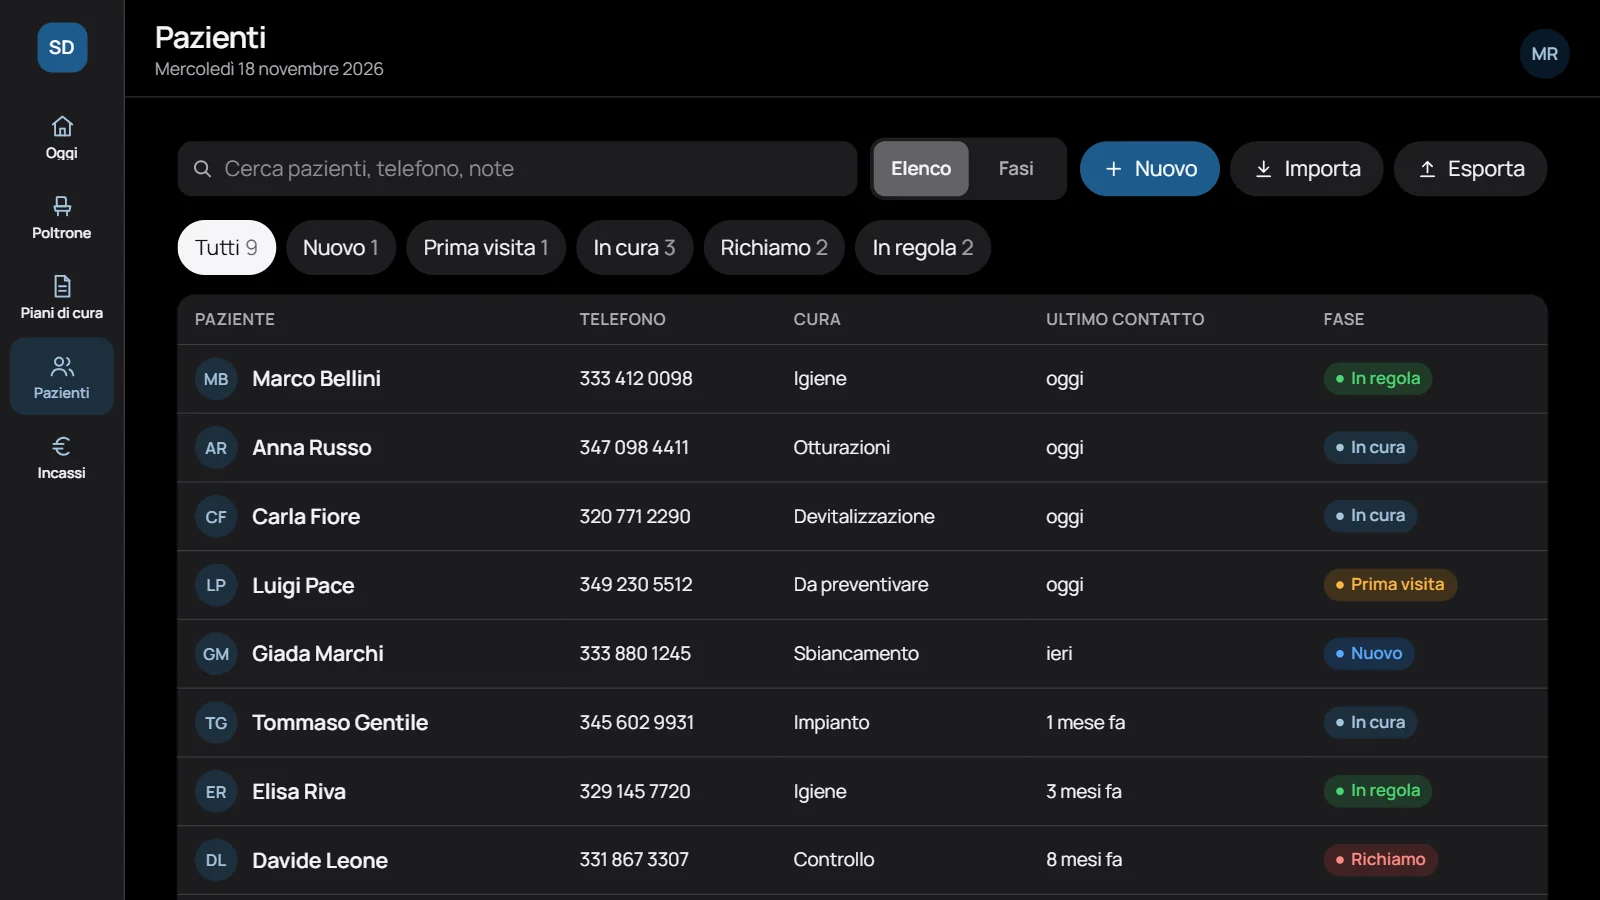 SD
Oggi
Poltrone
Piani di cura
Pazienti
Incassi
Pazienti
Mercoledì 18 novembre 2026
MR
Cerca pazienti, telefono, note
Elenco Fasi
Nuovo Importa Esporta
Tutti 9 Nuovo 1 Prima visita 1 In cura 3 Richiamo 2 In regola 2
PAZIENTE TELEFONO CURA ULTIMO CONTATTO FASE
MB Marco Bellini 333 412 0098 Igiene oggi In regola
AR Anna Russo 347 098 4411 Otturazioni oggi In cura
CF Carla Fiore 320 771 2290 Devitalizzazione oggi In cura
LP Luigi Pace 349 230 5512 Da preventivare oggi Prima visita
GM Giada Marchi 333 880 1245 Sbiancamento ieri Nuovo
TG Tommaso Gentile 345 602 9931 Impianto 1 mese fa In cura
ER Elisa Riva 329 145 7720 Igiene 3 mesi fa In regola
DL Davide Leone 331 867 3307 Controllo 8 mesi fa Richiamo